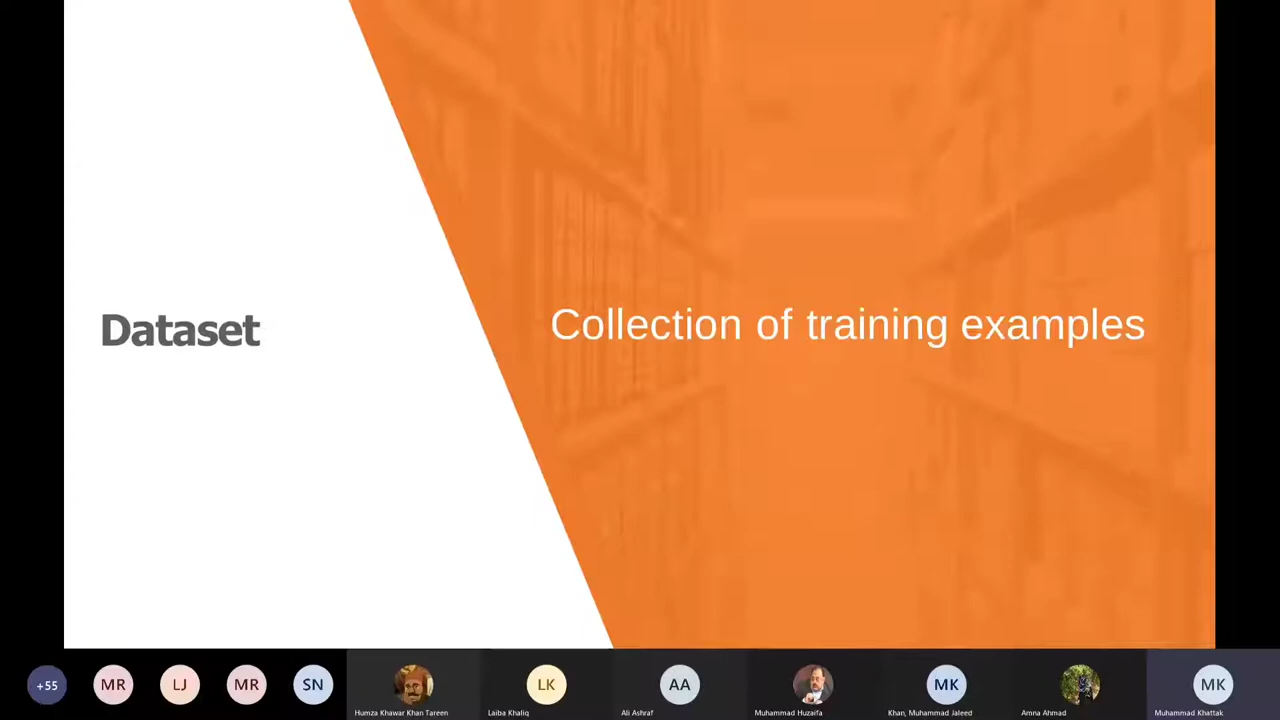 Dataset
Collection of training examples
+55
MR
LJ
MR
SN
Humza Khawar Khan Tareen
LK
Laiba Khaliq
AA
Ali Ashraf
Muhammad Huzaifa
MK
Khan, Muhammad Jaleed
Amna Ahmad
MK
Muhammad Khattak